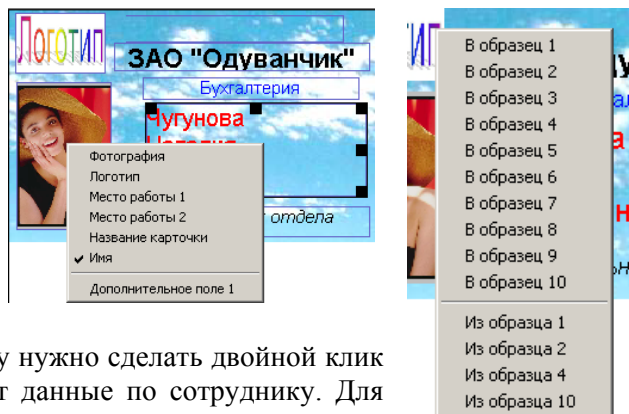 Логотип
ЗАО "Одуванчик"
Бухгалтерия
Чугунова
отдела
Фотография
Логотип
Место работы 1
Место работы 2
Название карточки
Имя
Дополнительное поле 1
В образец 1
В образец 2
В образец 3
В образец 4
В образец 5
В образец 6
В образец 7
В образец 8
В образец 9
В образец 10
Из образца 1
Из образца 2
Из образца 4
Из образца 10
у нужно сделать двойной клик
т данные по сотруднику. Для